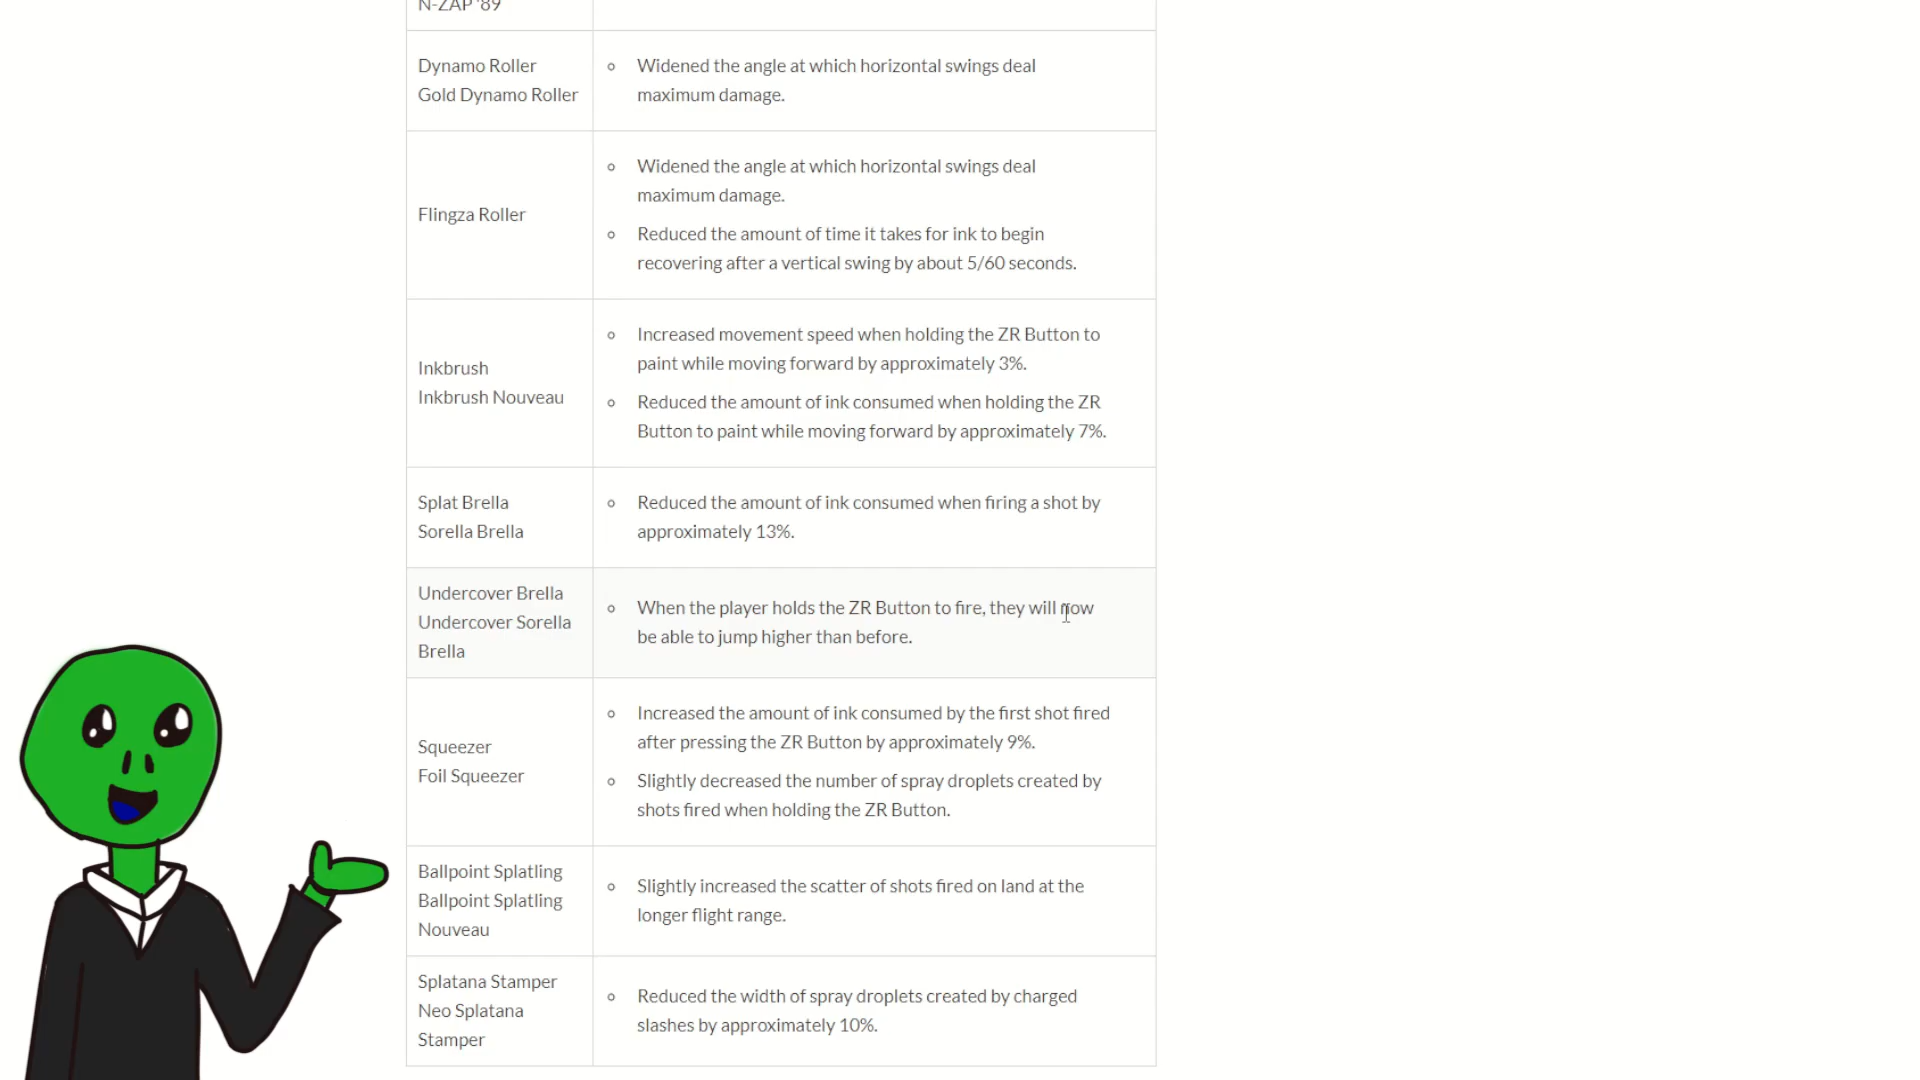 N-ZAP '89
Dynamo Roller
Gold Dynamo Roller
Widened the angle at which horizontal swings deal
maximum damage.
Flingza Roller
Widened the angle at which horizontal swings deal
maximum damage.
Reduced the amount of time it takes for ink to begin
recovering after a vertical swing by about 5/60 seconds.
Inkbrush
Inkbrush Nouveau
Increased movement speed when holding the ZR Button to
paint while moving forward by approximately 3%.
Reduced the amount of ink consumed when holding the ZR
Button to paint while moving forward by approximately 7%.
Splat Brella
Sorella Brella
Reduced the amount of ink consumed when firing a shot by
approximately 13%.
Undercover Brella
Undercover Sorella
Brella
When the player holds the ZR Button to fire, they will now
be able to jump higher than before.
Squeezer
Foil Squeezer
Increased the amount of ink consumed by the first shot fired
after pressing the ZR Button by approximately 9%.
Slightly decreased the number of spray droplets created by
shots fired when holding the ZR Button.
Ballpoint Splatling
Ballpoint Splatling
Nouveau
Slightly increased the scatter of shots fired on land at the
longer flight range.
Splatana Stamper
Neo Splatana
Stamper
Reduced the width of spray droplets created by charged
slashes by approximately 10%.